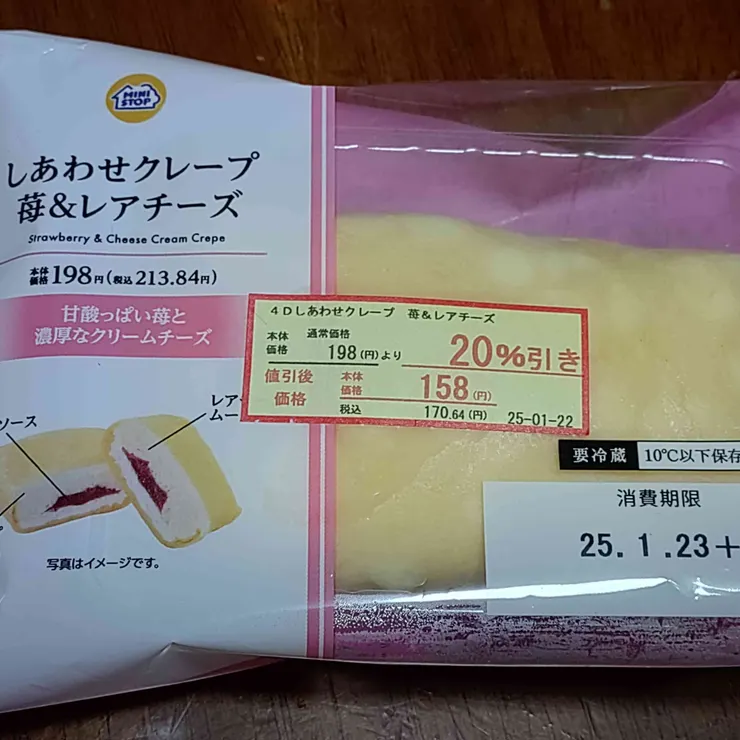 MINI
STOP
しあわせクレープ
苺&レアチーズ
Strawberry & Cheese Cream Crepe
本体価格198円(税込213.84円)
甘酸っぱい苺と
濃厚なクリームチーズ
レア
ムー
ソース
写真はイメージです。
4Dしあわせクレープ 苺&レアチーズ
本体価格 通常価格 198(円)より 20%引き
値引後価格 本体価格 158(円)
税込 170.64(円) 25-01-22
要冷蔵 10℃以下保存
消費期限
25.1.23+